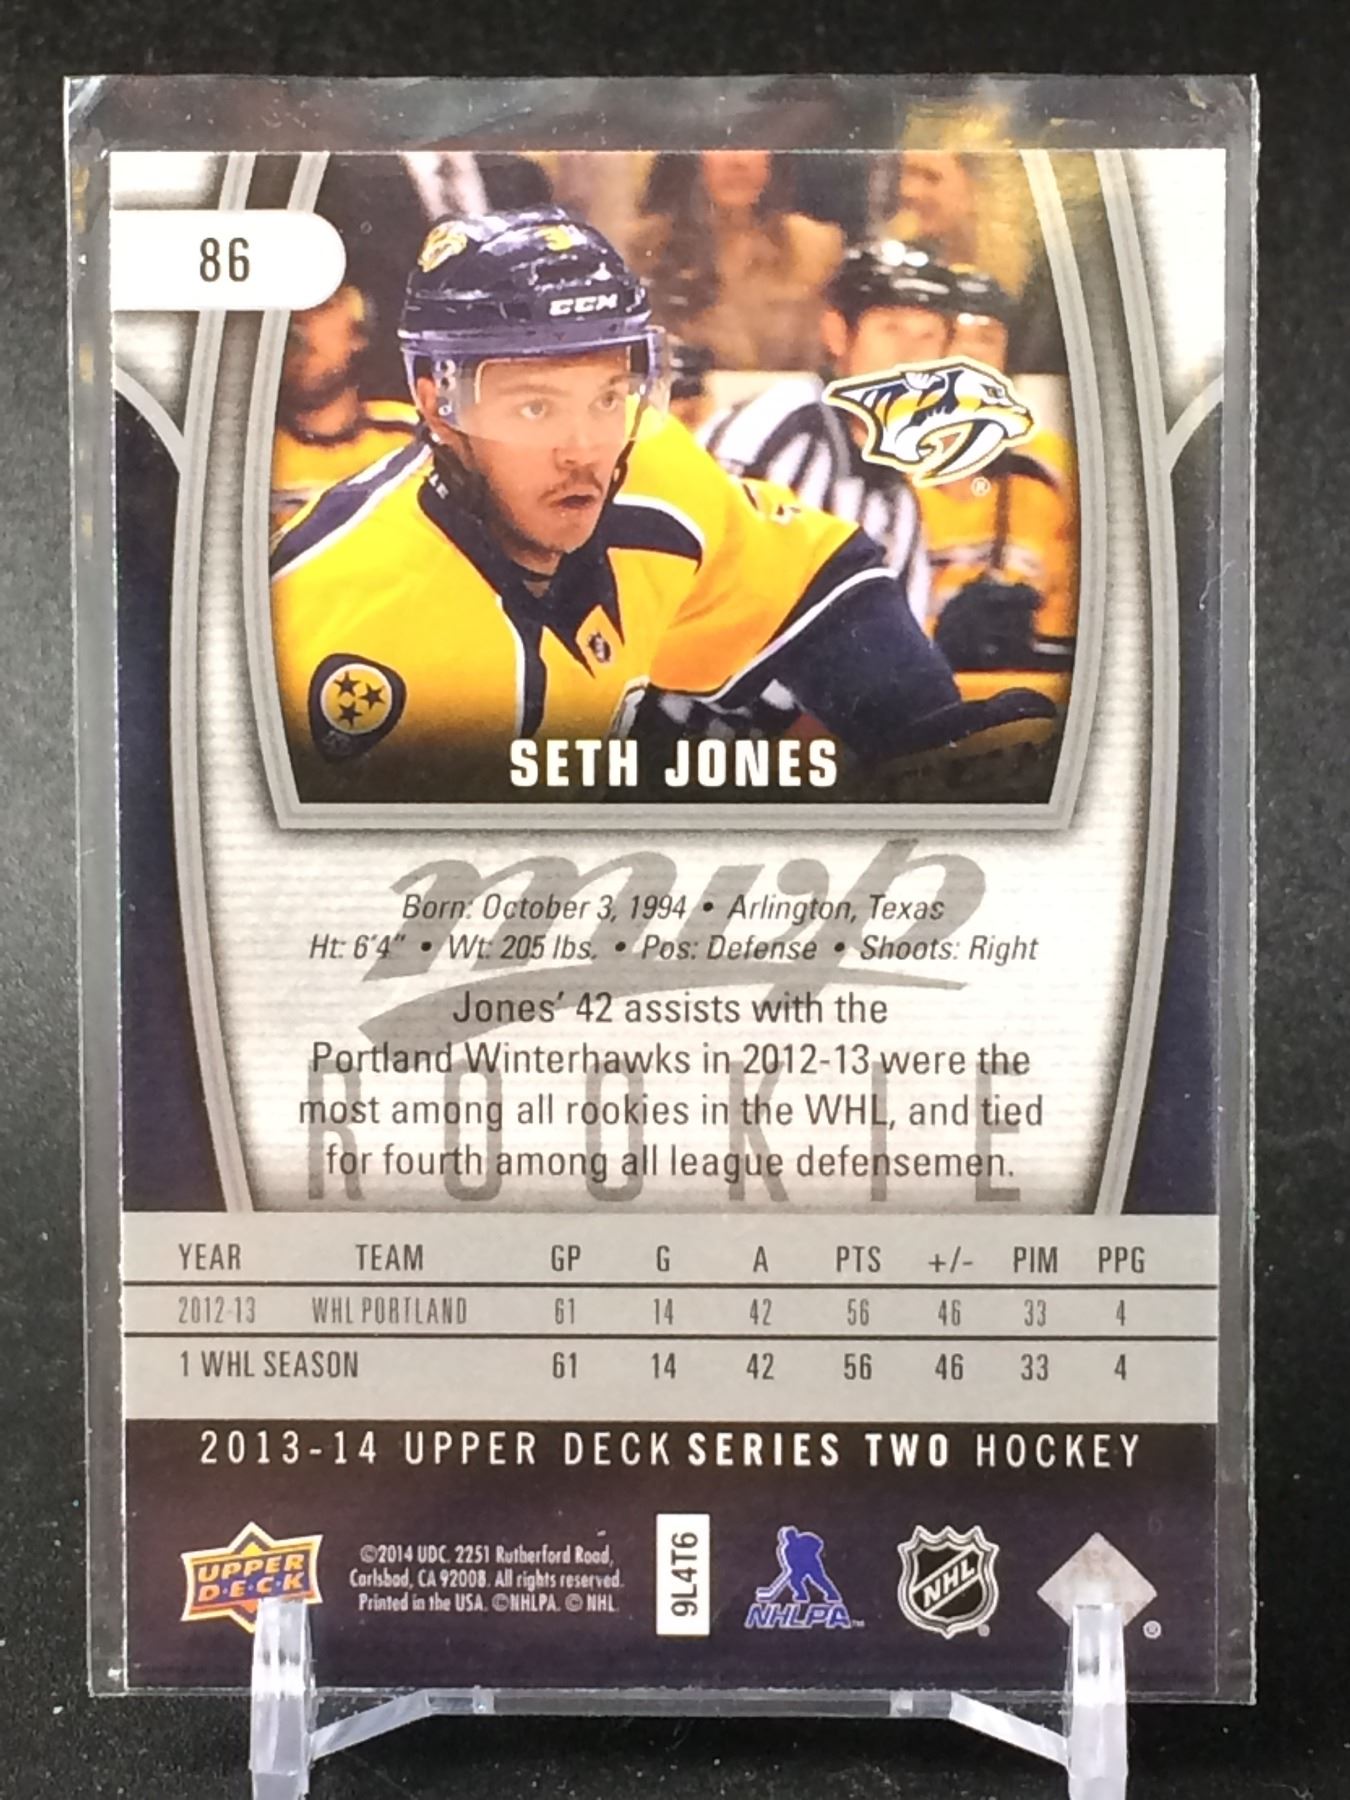 86
CCM
SETH JONES
mvp
Born: October 3, 1994 • Arlington, Texas
Ht: 6'4" • Wt: 205 lbs. • Pos: Defense • Shoots: Right
Jones' 42 assists with the
Portland Winterhawks in 2012-13 were the
most among all rookies in the WHL, and tied
for fourth among all league defensemen.
ROOKIE
YEAR TEAM GP G A PTS +/- PIM PPG
2012-13 WHL PORTLAND 61 14 42 56 46 33 4
1 WHL SEASON 61 14 42 56 46 33 4
2013-14 UPPER DECK SERIES TWO HOCKEY
UPPER
D•E•C•K
©2014 UDC. 2251 Rutherford Road,
Carlsbad, CA 92008. All rights reserved.
Printed in the USA. ©NHLPA. © NHL.
9L4T6
NHLPA™
NHL
®